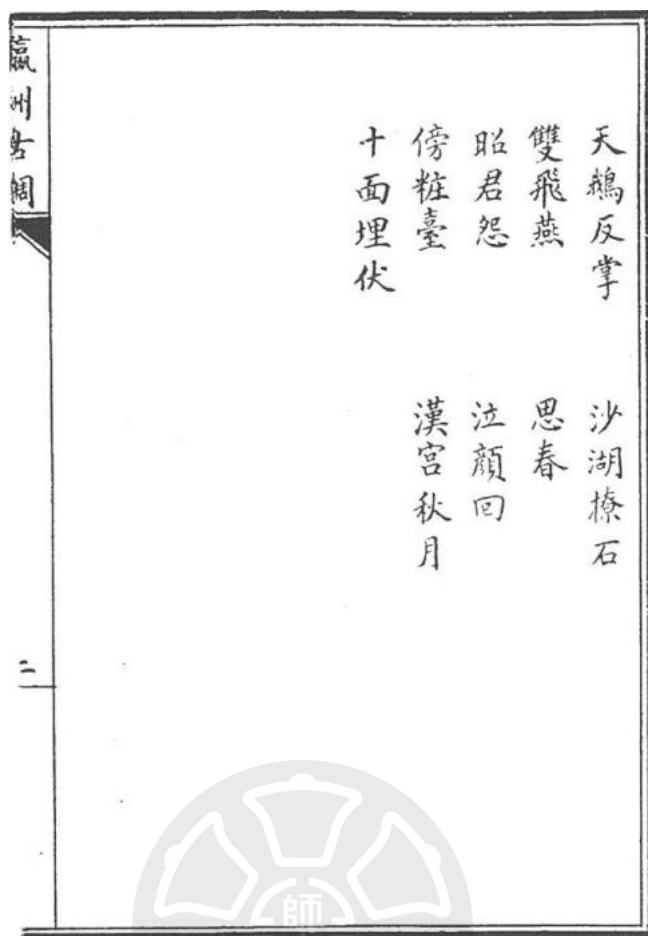 天鵝反掌 沙湖撩石
雙飛燕 思春
昭君怨 泣顏回
傍粧臺 漢宮秋月
十面埋伏
瀛洲古調
二
師